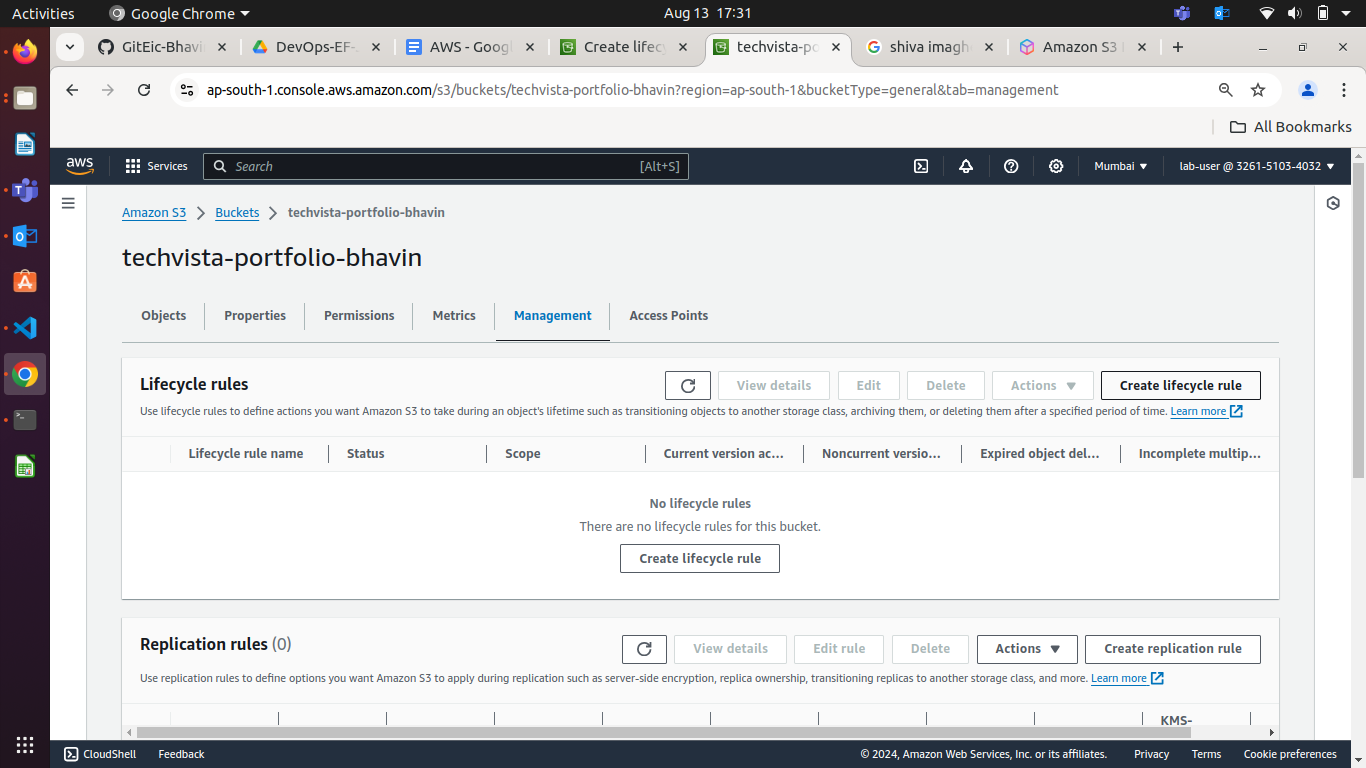 Activities Google Chrome Aug 13 17:31
GitEic-Bhavi DevOps-EF-. AWS - Googl Create lifec techvista-po shiva imagh Amazon S3
ap-south-1.console.aws.amazon.com/s3/buckets/techvista-portfolio-bhavin?region=ap-south-1&bucketType=general&tab=management
All Bookmarks
aws Services Search [Alt+S] Mumbai lab-user @ 3261-5103-4032
Amazon S3 Buckets techvista-portfolio-bhavin
techvista-portfolio-bhavin
Objects Properties Permissions Metrics Management Access Points
Lifecycle rules View details Edit Delete Actions Create lifecycle rule
Use lifecycle rules to define actions you want Amazon S3 to take during an object's lifetime such as transitioning objects to another storage class, archiving them, or deleting them after a specified period of time. Learn more
Lifecycle rule name Status Scope Current version ac... Noncurrent versio... Expired object del... Incomplete multip...
No lifecycle rules
There are no lifecycle rules for this bucket.
Create lifecycle rule
Replication rules (0) View details Edit rule Delete Actions Create replication rule
Use replication rules to define options you want Amazon S3 to apply during replication such as server-side encryption, replica ownership, transitioning replicas to another storage class, and more. Learn more
KMS-
CloudShell Feedback © 2024, Amazon Web Services, Inc. or its affiliates. Privacy Terms Cookie preferences